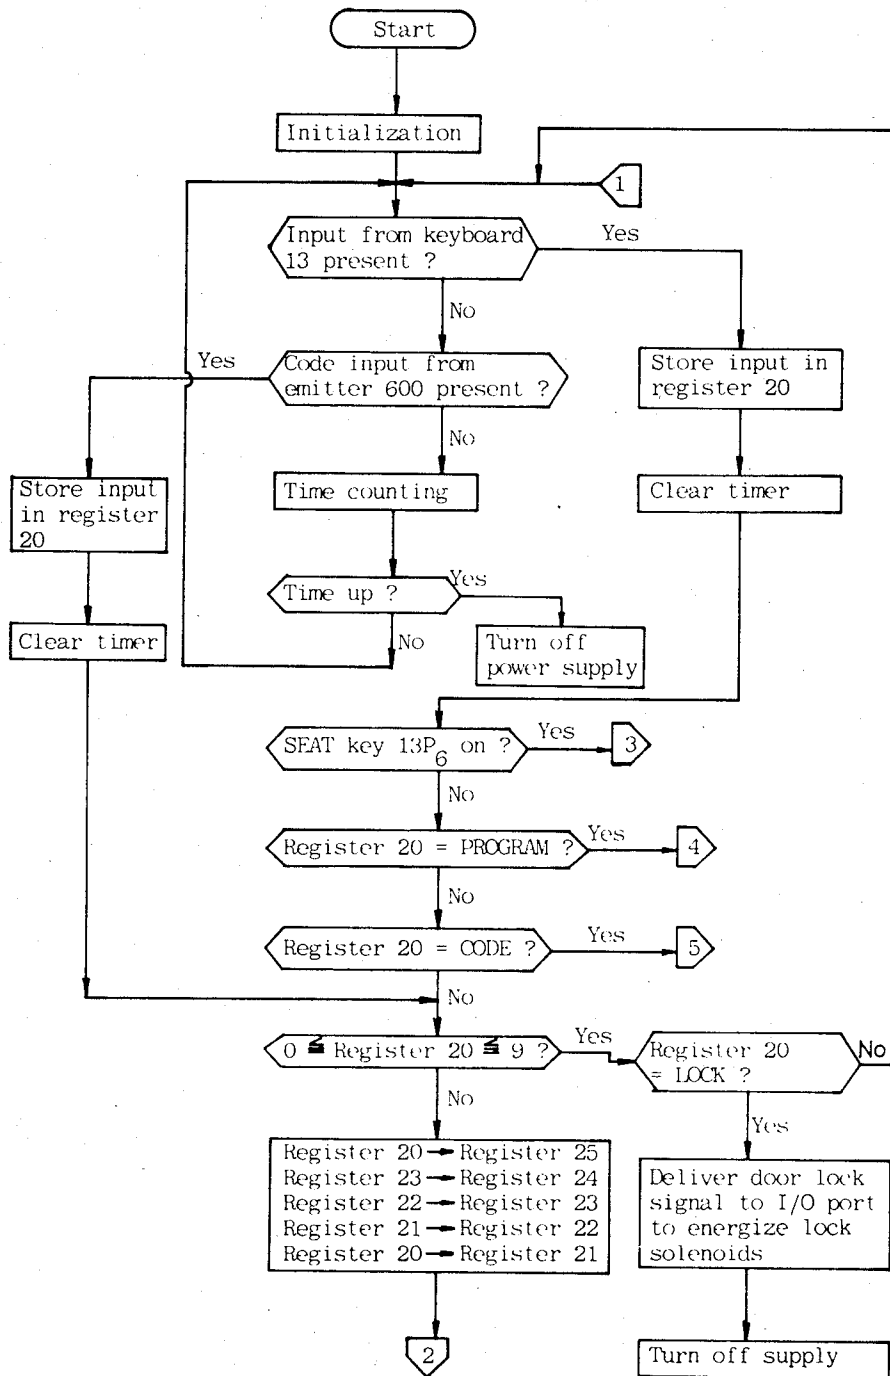 Start
Initialization
1
Input from keyboard
13 present ?
Yes
No
Yes
Code input from
emitter 600 present ?
Store input in
register 20
No
Store input
in register
20
Time counting
Clear timer
Time up ?
Yes
Clear timer
No
Turn off
power supply
SEAT key 13P6 on ?
Yes
3
No
Register 20 = PROGRAM ?
Yes
4
No
Register 20 = CODE ?
Yes
5
No
0 ≦ Register 20 ≦ 9 ?
Yes
Register 20
= LOCK ?
No
No
Yes
Register 20 → Register 25
Register 23 → Register 24
Register 22 → Register 23
Register 21 → Register 22
Register 20 → Register 21
Deliver door lock
signal to I/O port
to energize lock
solenoids
2
Turn off supply